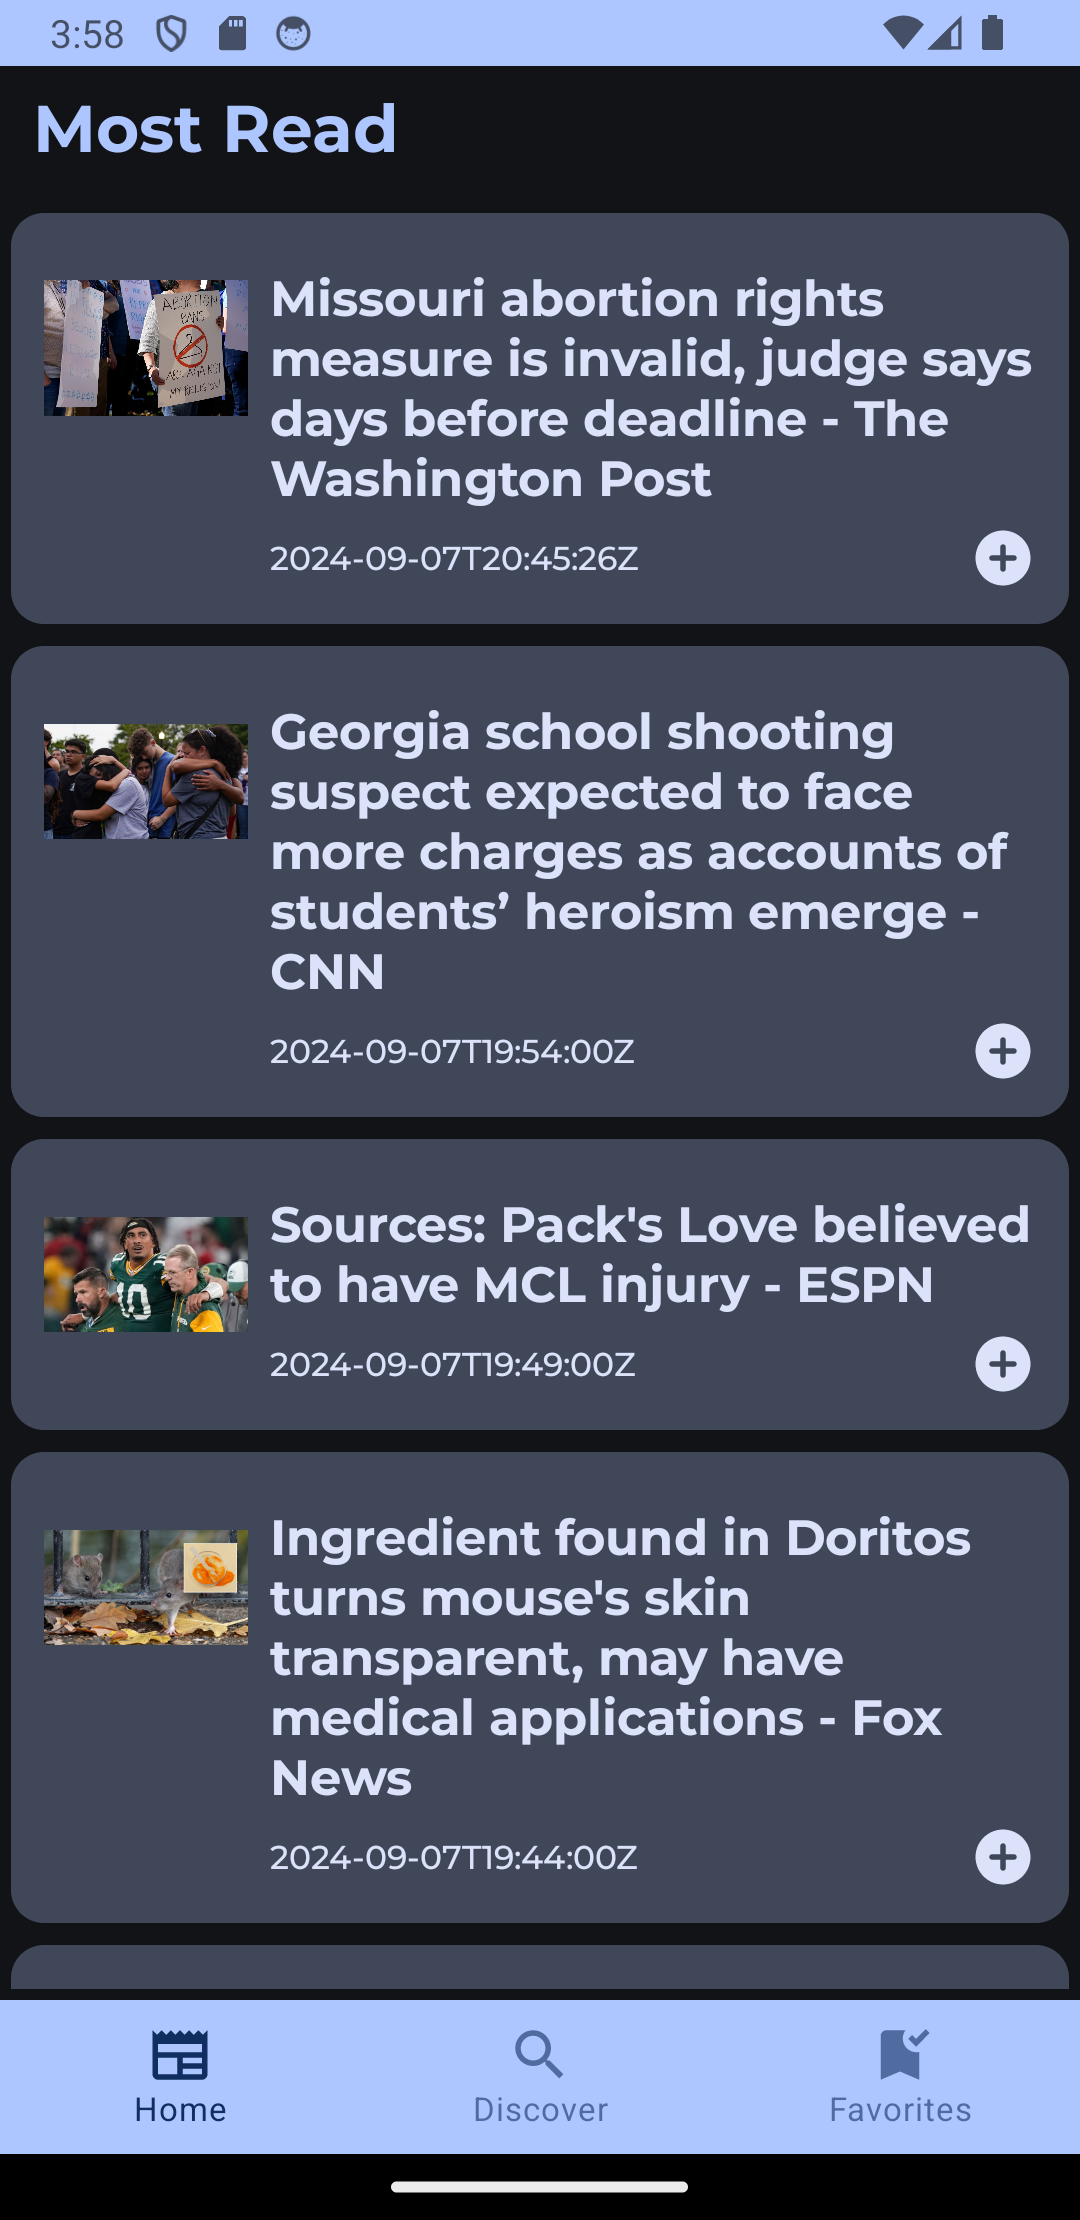 3:58
Most Read
Missouri abortion rights
measure is invalid, judge says
days before deadline - The
Washington Post
2024-09-07T20:45:26Z
Georgia school shooting
suspect expected to face
more charges as accounts of
students’ heroism emerge -
CNN
2024-09-07T19:54:00Z
Sources: Pack's Love believed
to have MCL injury - ESPN
2024-09-07T19:49:00Z
Ingredient found in Doritos
turns mouse's skin
transparent, may have
medical applications - Fox
News
2024-09-07T19:44:00Z
Home
Discover
Favorites